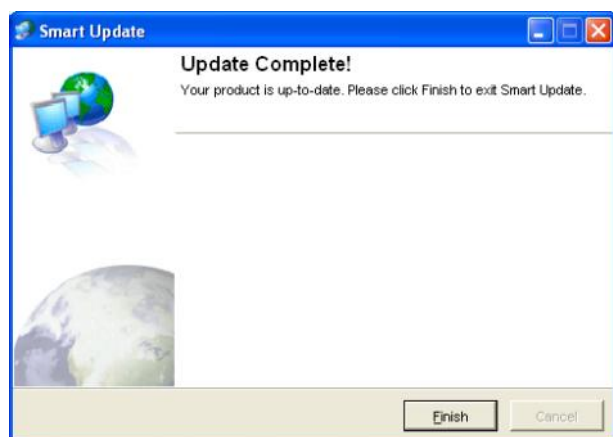 Smart Update
Update Complete!
Your product is up-to-date. Please click Finish to exit Smart Update.
Finish
Cancel